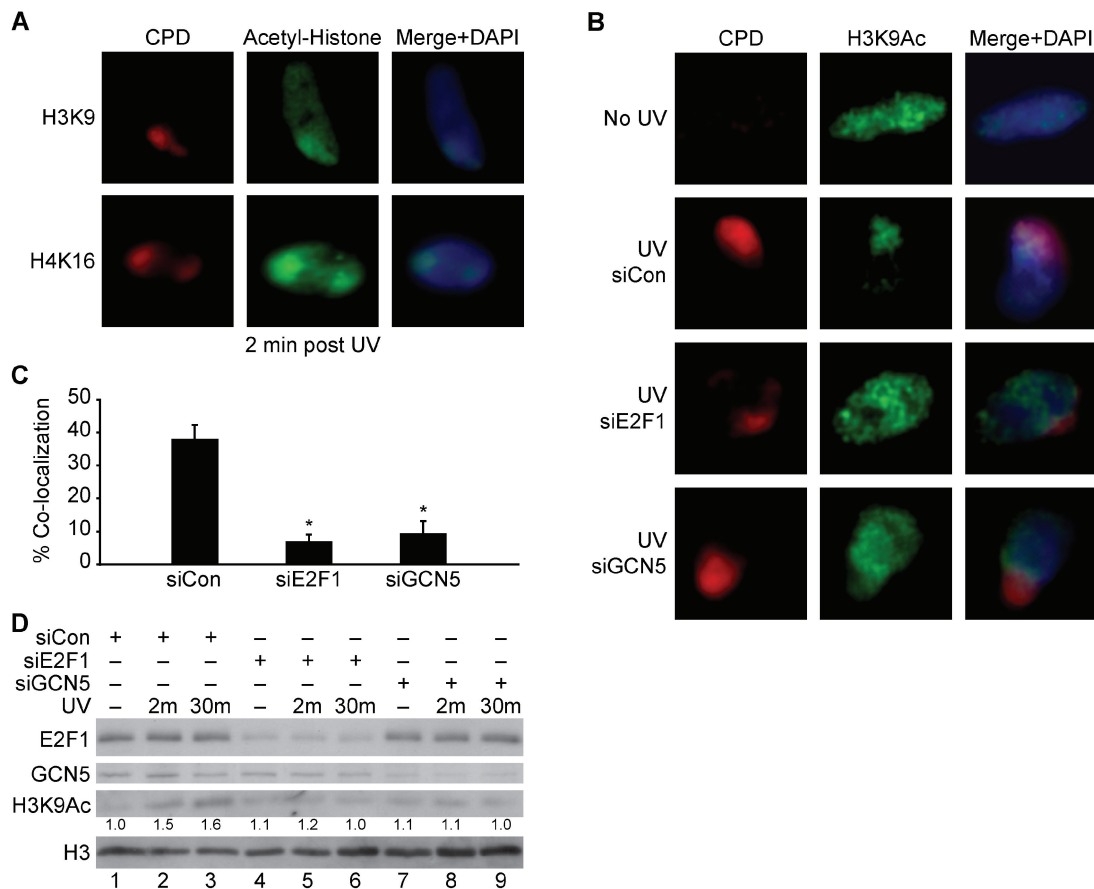 A
CPD Acetyl-Histone Merge+DAPI
H3K9
H4K16
2 min post UV
B
CPD H3K9Ac Merge+DAPI
No UV
UV
siCon
UV
siE2F1
UV
siGCN5
C
% Co-localization
50
40
30
20
10
0
* *
siCon siE2F1 siGCN5
D
siCon + + + – – – – – –
siE2F1 – – – + + + – – –
siGCN5 – – – – – – + + +
UV – 2m 30m – 2m 30m – 2m 30m
E2F1
GCN5
H3K9Ac
1.0 1.5 1.6 1.1 1.2 1.0 1.1 1.1 1.0
H3
1 2 3 4 5 6 7 8 9